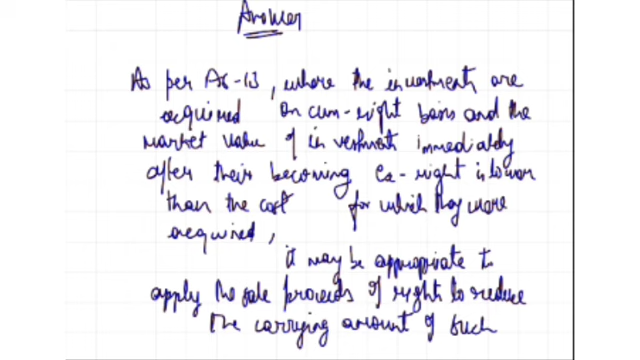 Answer
As per AS-13, where the investments are
acquired on cum-right basis and the
market value of investment immediately
after their becoming Ex-right is lower
than the cost for which they were
acquired,
it may be appropriate to
apply the sale proceeds of right to reduce
the carrying amount of such